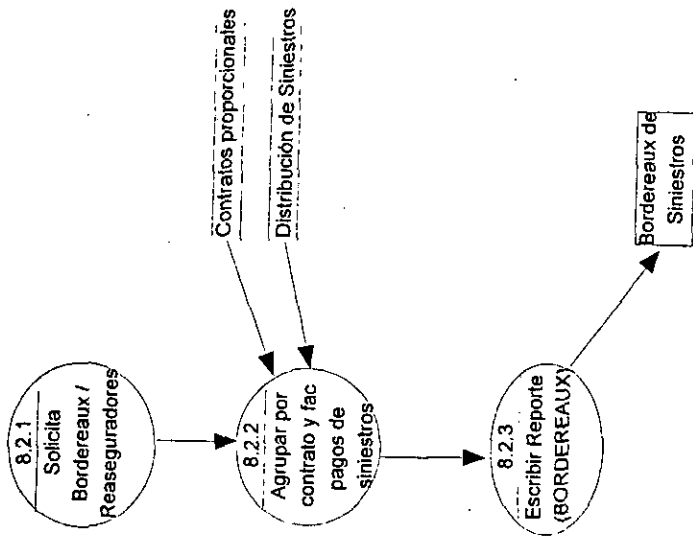 8.2.1
Solicita
Bordereaux /
Reaseguradores
8.2.2
Agrupar por
contrato y fac
pagos de
siniestros
Contratos proporcionales
Distribución de Siniestros
8.2.3
Escribir Reporte
(BORDEREAUX)
Bordereaux de
Siniestros